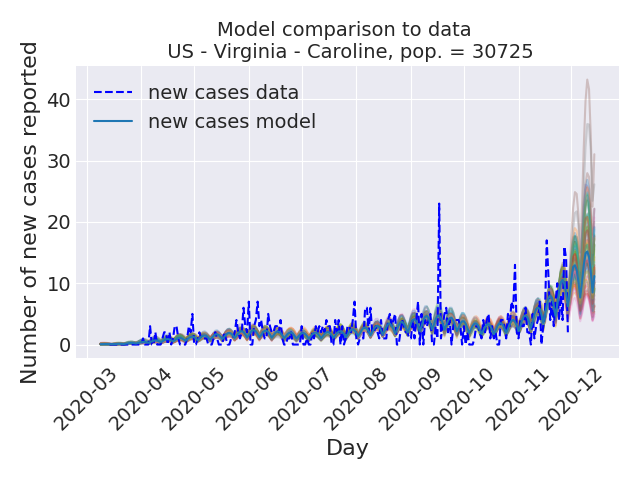 Model comparison to data
US - Virginia - Caroline, pop. = 30725
Number of new cases reported
40
30
20
10
0
new cases data
new cases model
2020-03
2020-04
2020-05
2020-06
2020-07
2020-08
2020-09
2020-10
2020-11
2020-12
Day